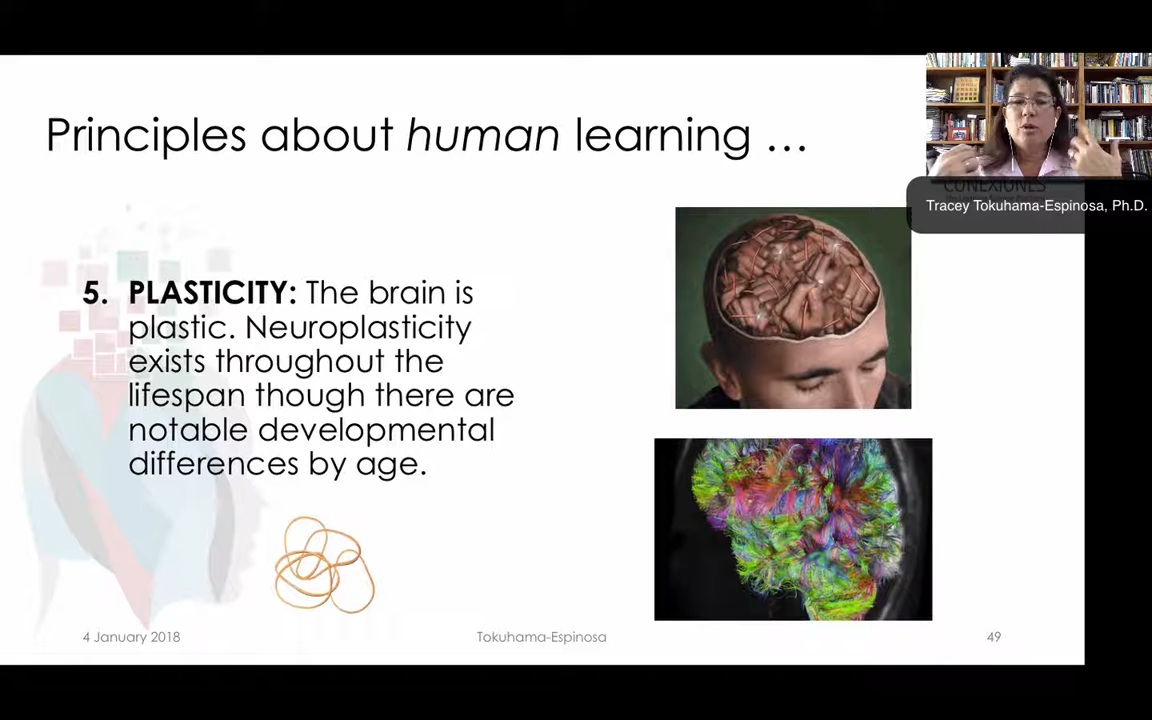 Principles about human learning …
CONEXIONES
Tracey Tokuhama-Espinosa, Ph.D.
5. PLASTICITY: The brain is
plastic. Neuroplasticity
exists throughout the
lifespan though there are
notable developmental
differences by age.
4 January 2018
Tokuhama-Espinosa
49